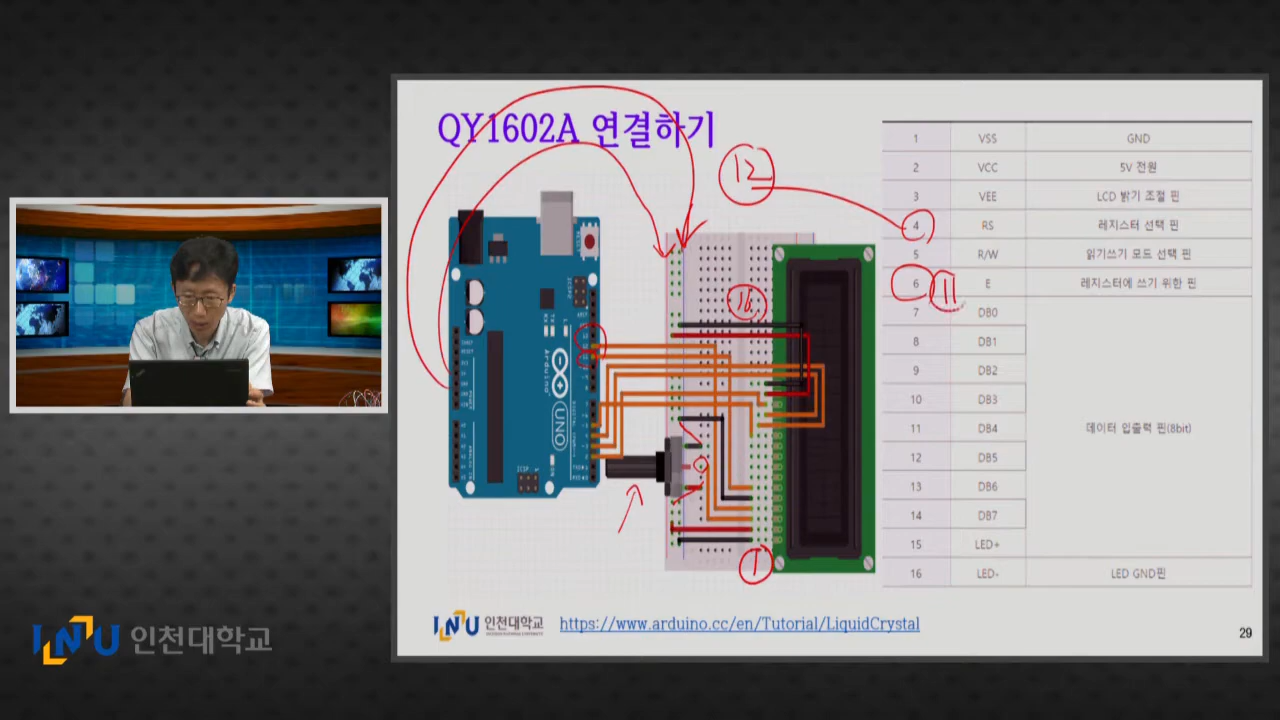 QY1602A 연결하기
12
1 VSS GND
2 VCC 5V 전원
3 VEE LCD 밝기 조절 핀
4 RS 레지스터 선택 핀
5 R/W 읽기쓰기 모드 선택 핀
6 E 레지스터에 쓰기 위한 핀
11
7 DB0
8 DB1
9 DB2
10 DB3
11 DB4 데이터 입출력 핀(8bit)
12 DB5
13 DB6
14 DB7
15 LED+
16 LED- LED GND핀
16
Arduino
UNO
1
INU 인천대학교
https://www.arduino.cc/en/Tutorial/LiquidCrystal
29
INU 인천대학교